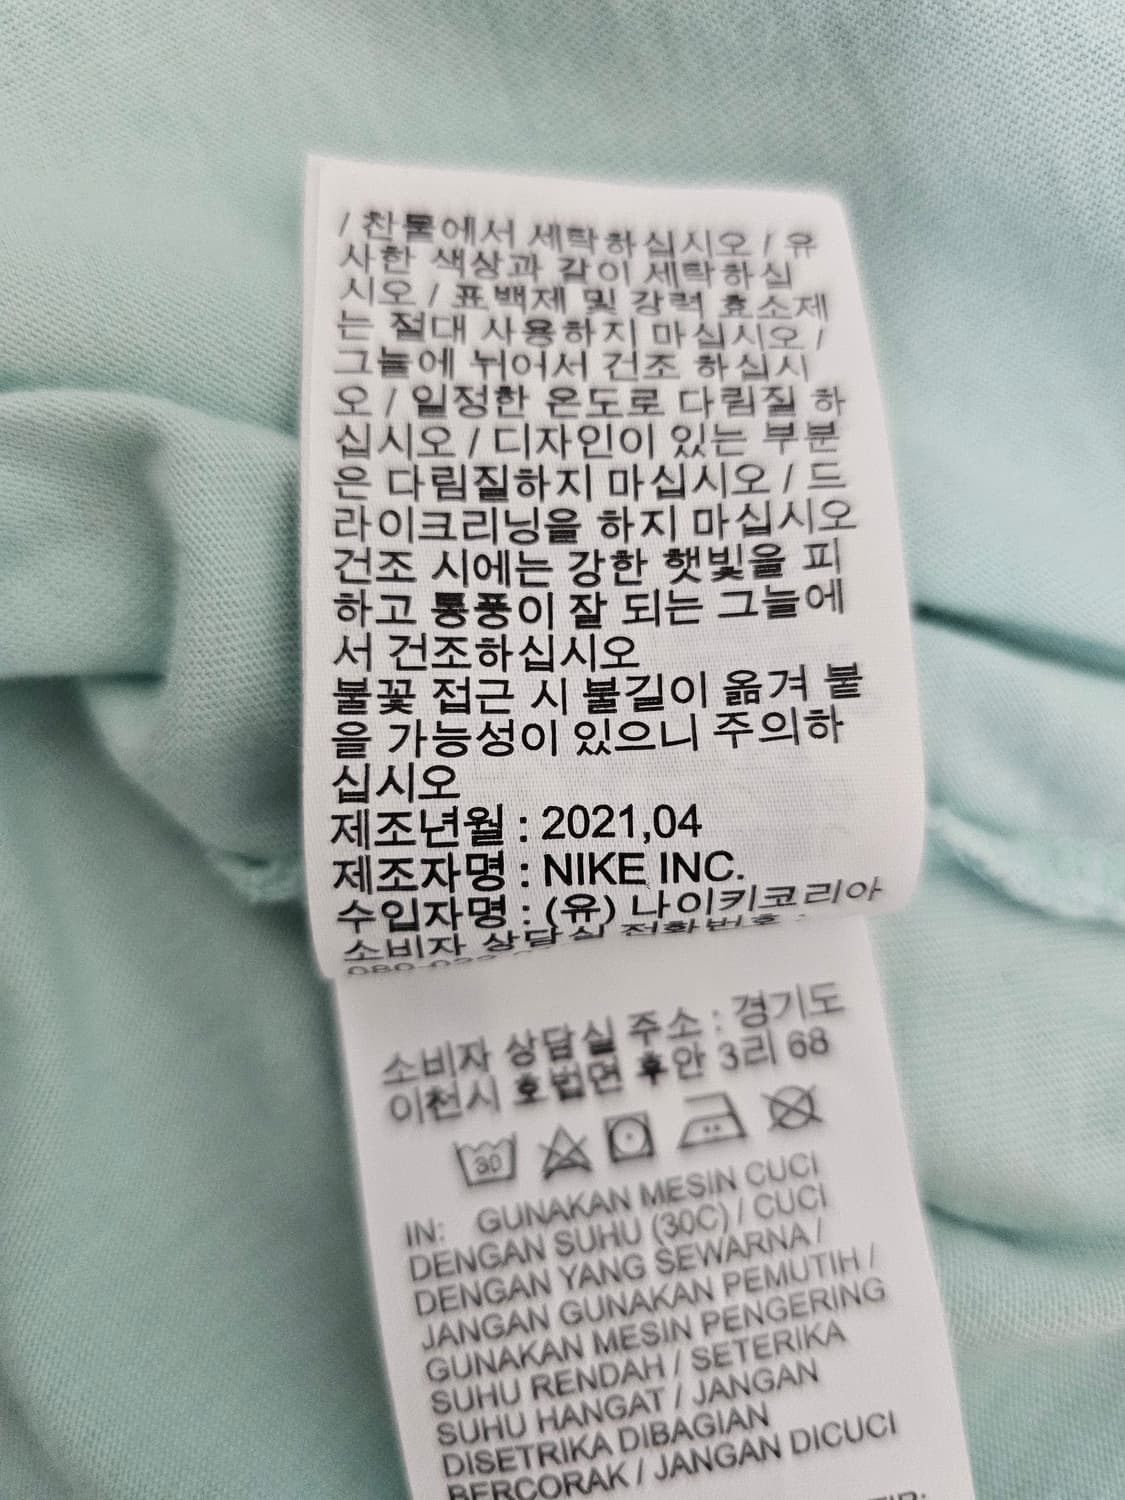 / 찬물에서 세탁하십시오 / 유
사한 색상과 같이 세탁하십
시오 / 표백제 및 강력 효소제
는 절대 사용하지 마십시오 /
그늘에 뉘어서 건조 하십시
오 / 일정한 온도로 다림질 하
십시오 / 디자인이 있는 부분
은 다림질하지 마십시오 / 드
라이크리닝을 하지 마십시오
건조 시에는 강한 햇빛을 피
하고 통풍이 잘 되는 그늘에
서 건조하십시오
불꽃 접근 시 불길이 옮겨 붙
을 가능성이 있으니 주의하
십시오
제조년월 : 2021,04
제조자명 : NIKE INC.
수입자명 : (유) 나이키코리아
소비자 상담실 전화번호 :
소비자 상담실 주소 : 경기도
이천시 호법면 후안 3리 68
30
IN: GUNAKAN MESIN CUCI
DENGAN SUHU (30C) / CUCI
DENGAN YANG SEWARNA /
JANGAN GUNAKAN PEMUTIH /
GUNAKAN MESIN PENGERING
SUHU RENDAH / SETERIKA
SUHU HANGAT / JANGAN
DISETRIKA DIBAGIAN
BERCORAK / JANGAN DICUCI